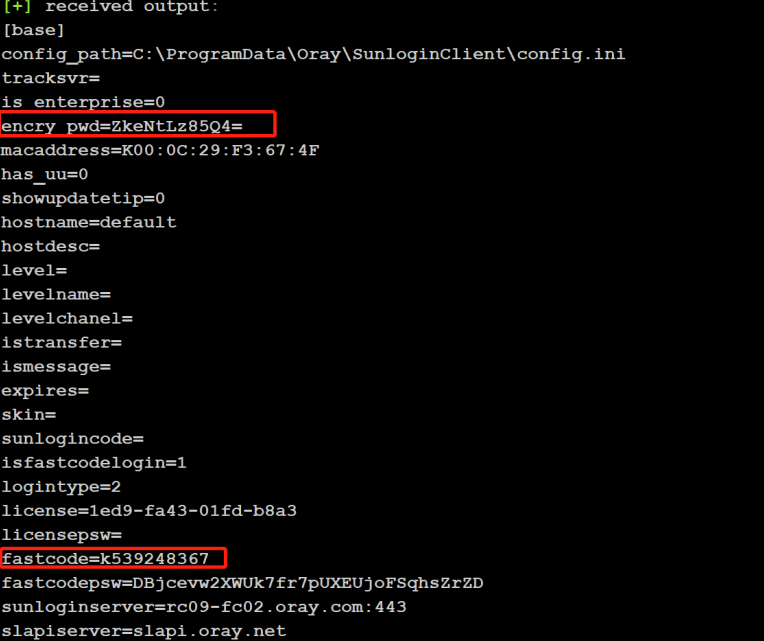 [+] received output:
[base]
config_path=C:\ProgramData\Oray\SunloginClient\config.ini
tracksvr=
is_enterprise=0
encry_pwd=ZkeNtLz85Q4=
macaddress=K00:0C:29:F3:67:4F
has_uu=0
showupdatetip=0
hostname=default
hostdesc=
level=
levelname=
levelchanel=
istransfer=
ismessage=
expires=
skin=
sunlogincode=
isfastcodelogin=1
logintype=2
license=1ed9-fa43-01fd-b8a3
licensepsw=
fastcode=k539248367
fastcodepsw=DBjcevw2XWUk7fr7pUXEUjoFSqhsZrZD
sunloginserver=rc09-fc02.oray.com:443
slapiserver=slapi.oray.net